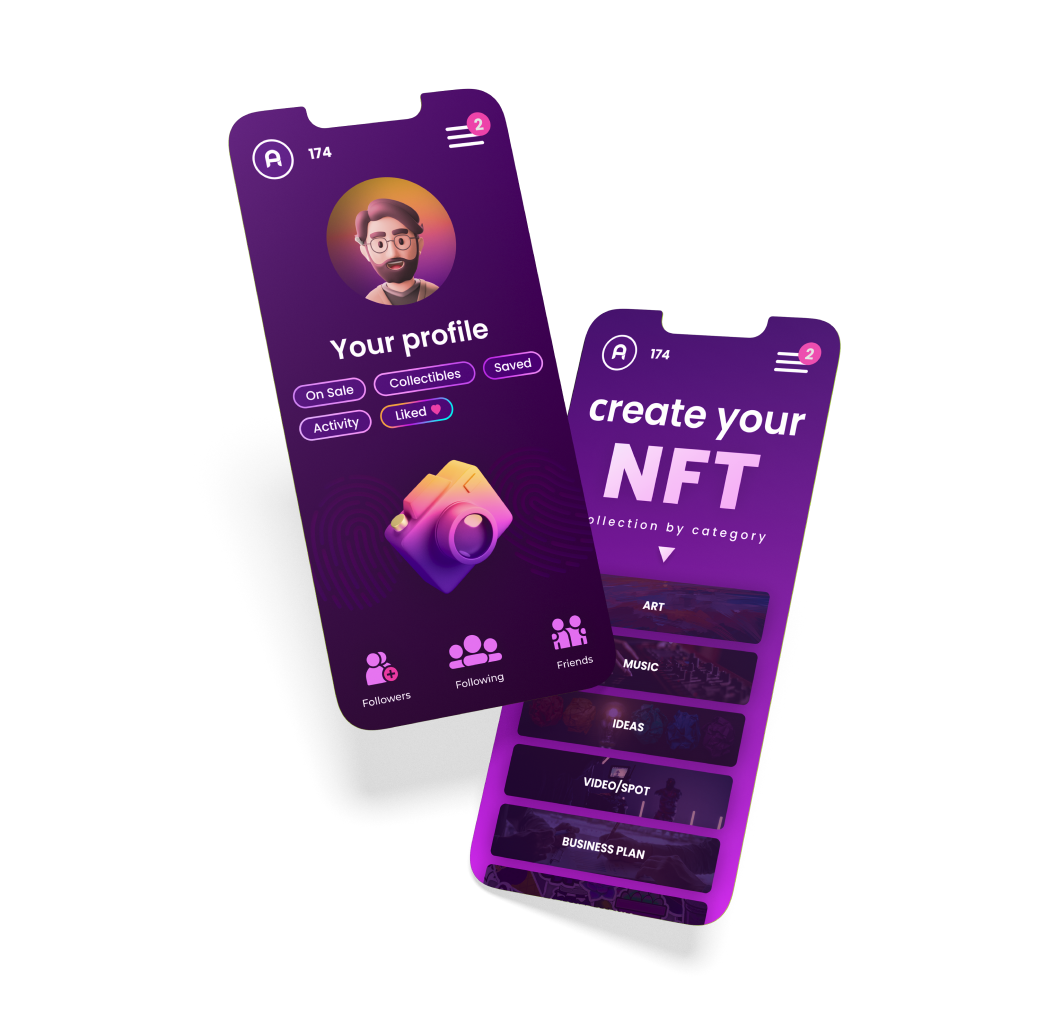 A 174 2
Your profile
On Sale Collectibles Saved
Activity Liked
Followers Following Friends
A 174 2
create your
NFT
ollection by category
ART
MUSIC
IDEAS
VIDEO/SPOT
BUSINESS PLAN